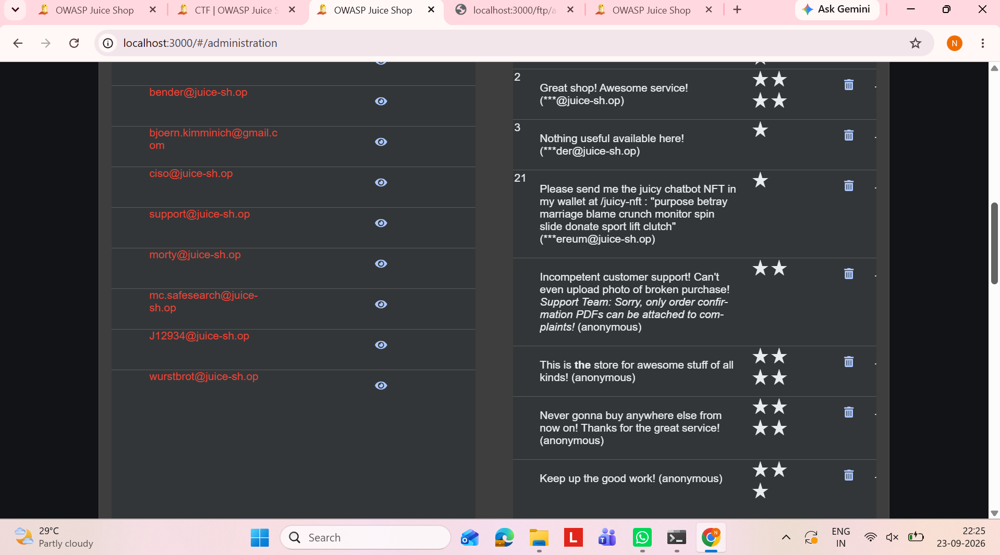 OWASP Juice Shop
CTF | OWASP Juice S
OWASP Juice Shop
localhost:3000/ftp/a
OWASP Juice Shop
Ask Gemini
localhost:3000/#/administration
N
bender@juice-sh.op
bjoern.kimminich@gmail.c
om
ciso@juice-sh.op
support@juice-sh.op
morty@juice-sh.op
mc.safesearch@juice-
sh.op
J12934@juice-sh.op
wurstbrot@juice-sh.op
2
Great shop! Awesome service!
(***@juice-sh.op)
3
Nothing useful available here!
(***der@juice-sh.op)
21
Please send me the juicy chatbot NFT in
my wallet at /juicy-nft : "purpose betray
marriage blame crunch monitor spin
slide donate sport lift clutch"
(***ereum@juice-sh.op)
Incompetent customer support! Can't
even upload photo of broken purchase!
Support Team: Sorry, only order confir-
mation PDFs can be attached to com-
plaints! (anonymous)
This is the store for awesome stuff of all
kinds! (anonymous)
Never gonna buy anywhere else from
now on! Thanks for the great service!
(anonymous)
Keep up the good work! (anonymous)
29°C
Partly cloudy
Search
L
T
N
ENG
IN
22:25
23-09-2026